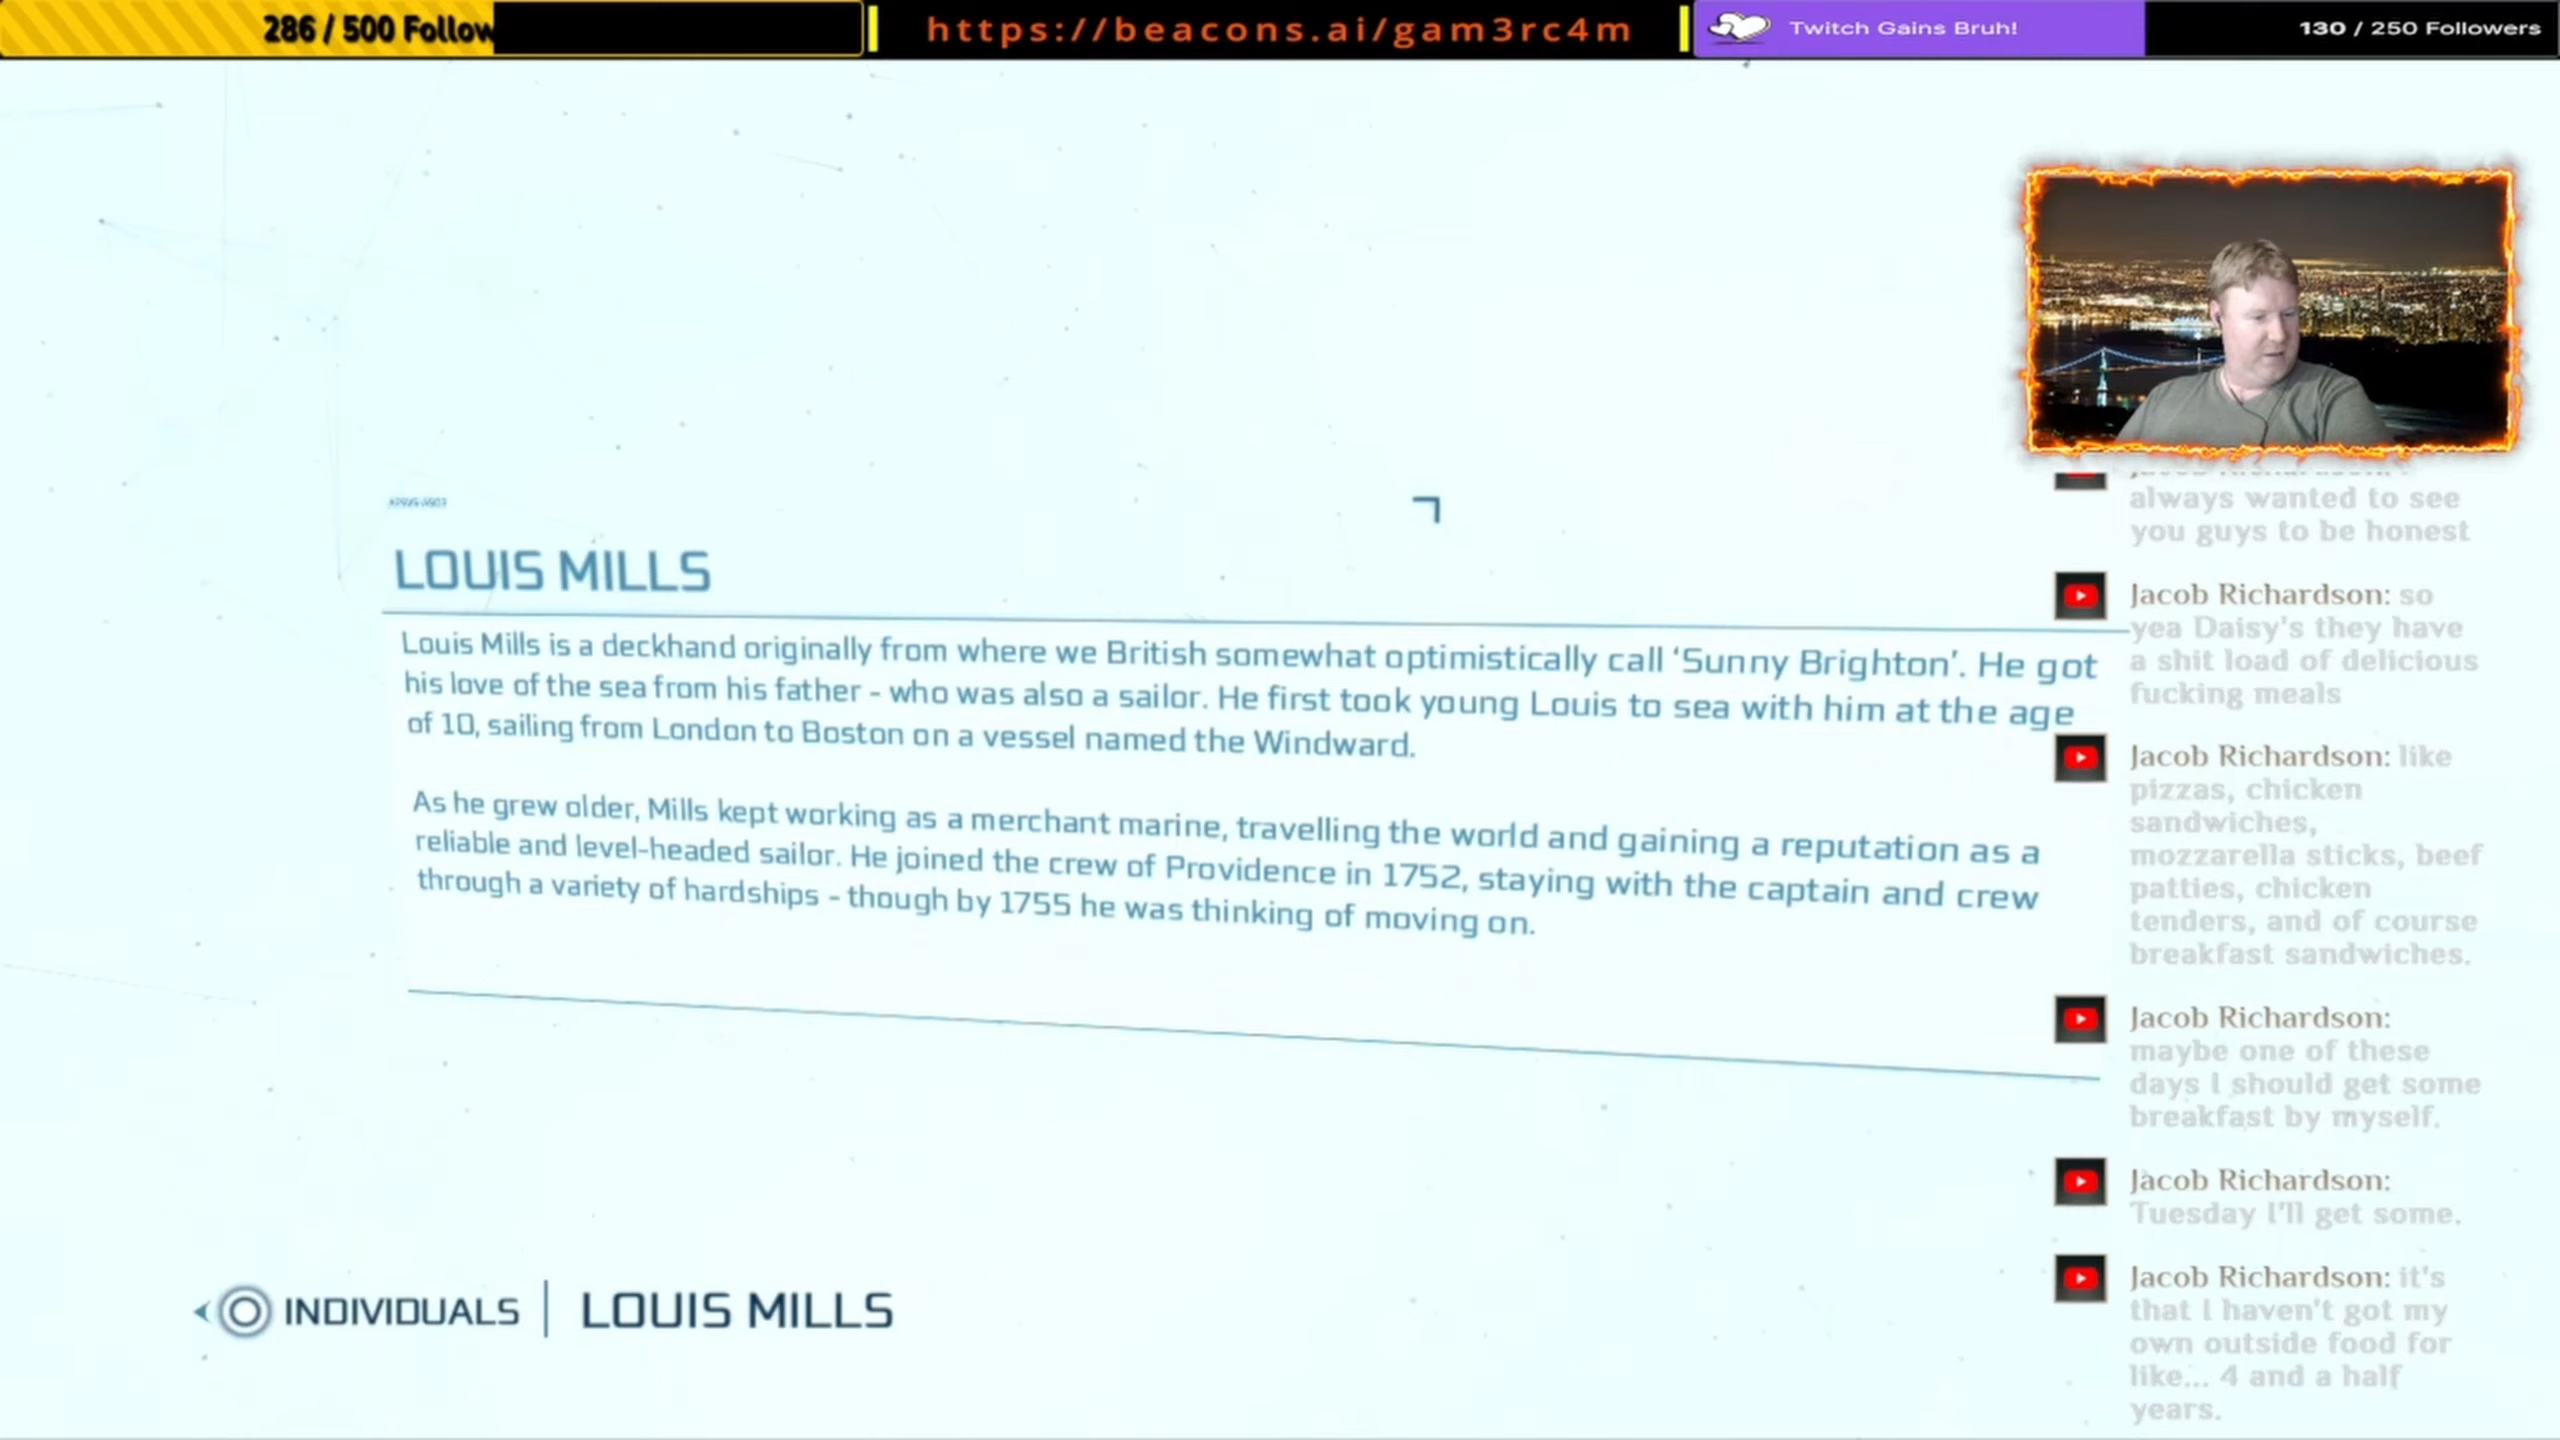 286 / 500 Follow
https://beacons.ai/gam3rc4m
Twitch Gains Bruh!
130 / 250 Followers
LOUIS MILLS
Louis Mills is a deckhand originally from where we British somewhat optimistically call ‘Sunny Brighton’. He got
his love of the sea from his father - who was also a sailor. He first took young Louis to sea with him at the age
of 10, sailing from London to Boston on a vessel named the Windward.
As he grew older, Mills kept working as a merchant marine, travelling the world and gaining a reputation as a
reliable and level-headed sailor. He joined the crew of Providence in 1752, staying with the captain and crew
through a variety of hardships - though by 1755 he was thinking of moving on.
INDIVIDUALS
LOUIS MILLS
always wanted to see
you guys to be honest
Jacob Richardson: so
yea Daisy's they have
a shit load of delicious
fucking meals
Jacob Richardson: like
pizzas, chicken
sandwiches,
mozzarella sticks, beef
patties, chicken
tenders, and of course
breakfast sandwiches.
Jacob Richardson:
maybe one of these
days I should get some
breakfast by myself.
Jacob Richardson:
Tuesday I'll get some.
Jacob Richardson: it's
that I haven't got my
own outside food for
like... 4 and a half
years.